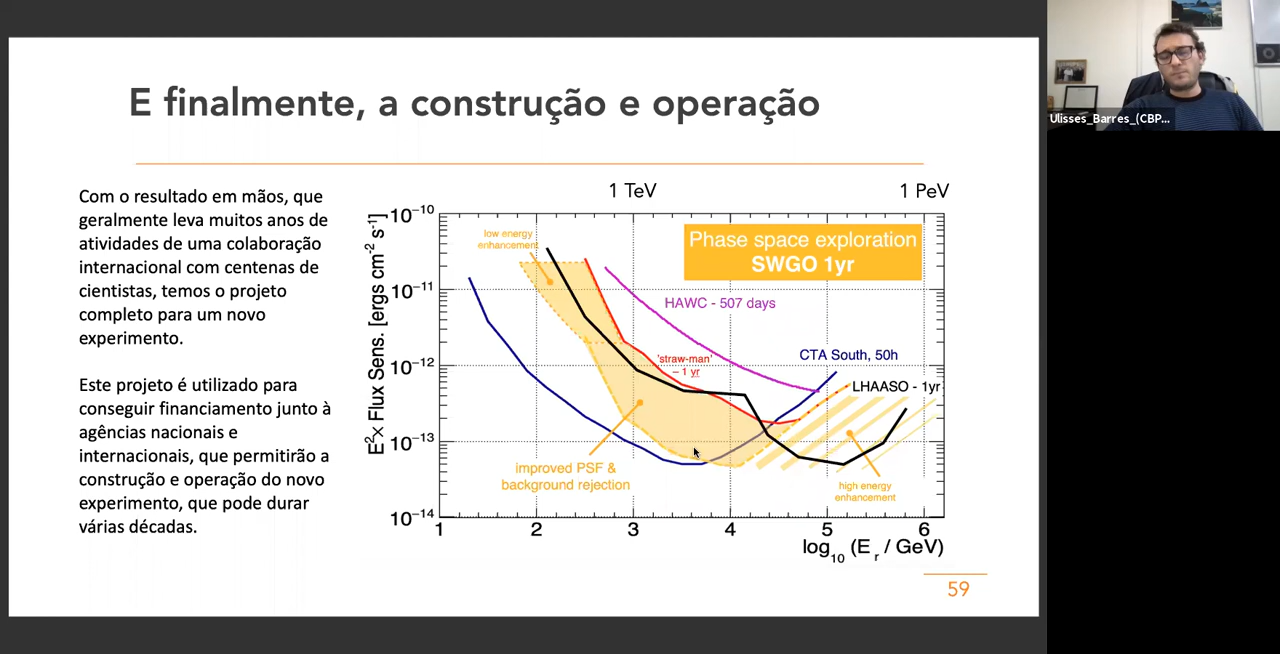 E finalmente, a construção e operação
Com o resultado em mãos, que
geralmente leva muitos anos de
atividades de uma colaboração
internacional com centenas de
cientistas, temos o projeto
completo para um novo
experimento.
Este projeto é utilizado para
conseguir financiamento junto à
agências nacionais e
internacionais, que permitirão a
construção e operação do novo
experimento, que pode durar
várias décadas.
1 TeV
1 PeV
E²× Flux Sens. [ergs cm⁻² s⁻¹]
10⁻¹⁰
10⁻¹¹
10⁻¹²
10⁻¹³
10⁻¹⁴
low energy
enhancement
Phase space exploration
SWGO 1yr
HAWC - 507 days
'straw-man'
– 1 yr
CTA South, 50h
LHAASO - 1yr
improved PSF &
background rejection
high energy
enhancement
1 2 3 4 5 6
log₁₀ (E r / GeV)
59
Ulisses_Barres_(CBP...